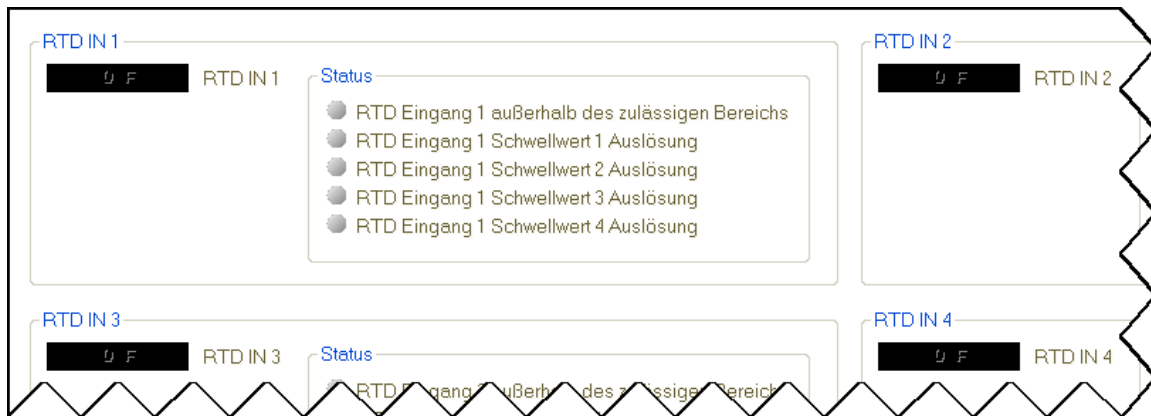 RTD IN 1
0 F RTD IN 1
Status
RTD Eingang 1 außerhalb des zulässigen Bereichs
RTD Eingang 1 Schwellwert 1 Auslösung
RTD Eingang 1 Schwellwert 2 Auslösung
RTD Eingang 1 Schwellwert 3 Auslösung
RTD Eingang 1 Schwellwert 4 Auslösung
RTD IN 2
0 F RTD IN 2
RTD IN 3
0 F RTD IN 3
Status
RTD außerhalb des
RTD IN 4
0 F RTD IN 4